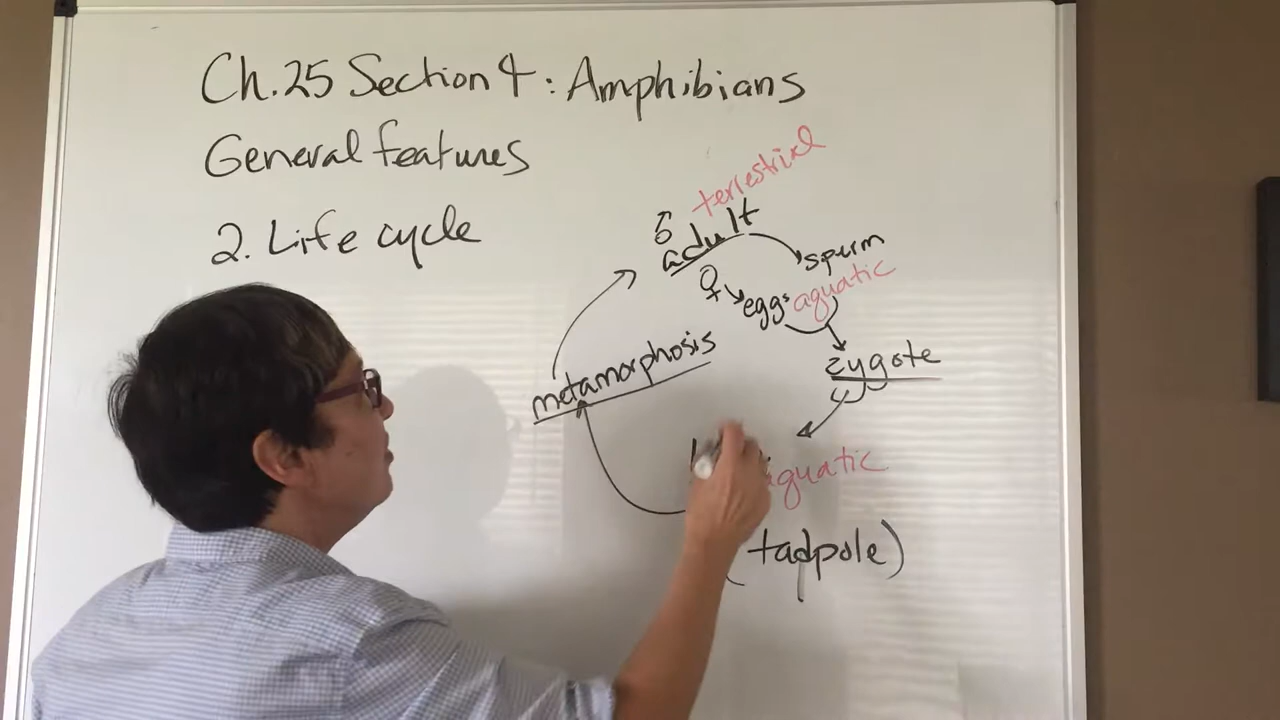 Ch. 25 Section 4: Amphibians
General features
2. Life cycle
terrestrial
♂
adult
sperm
♀
eggs aquatic
zygote
metamorphosis
aquatic
(tadpole)